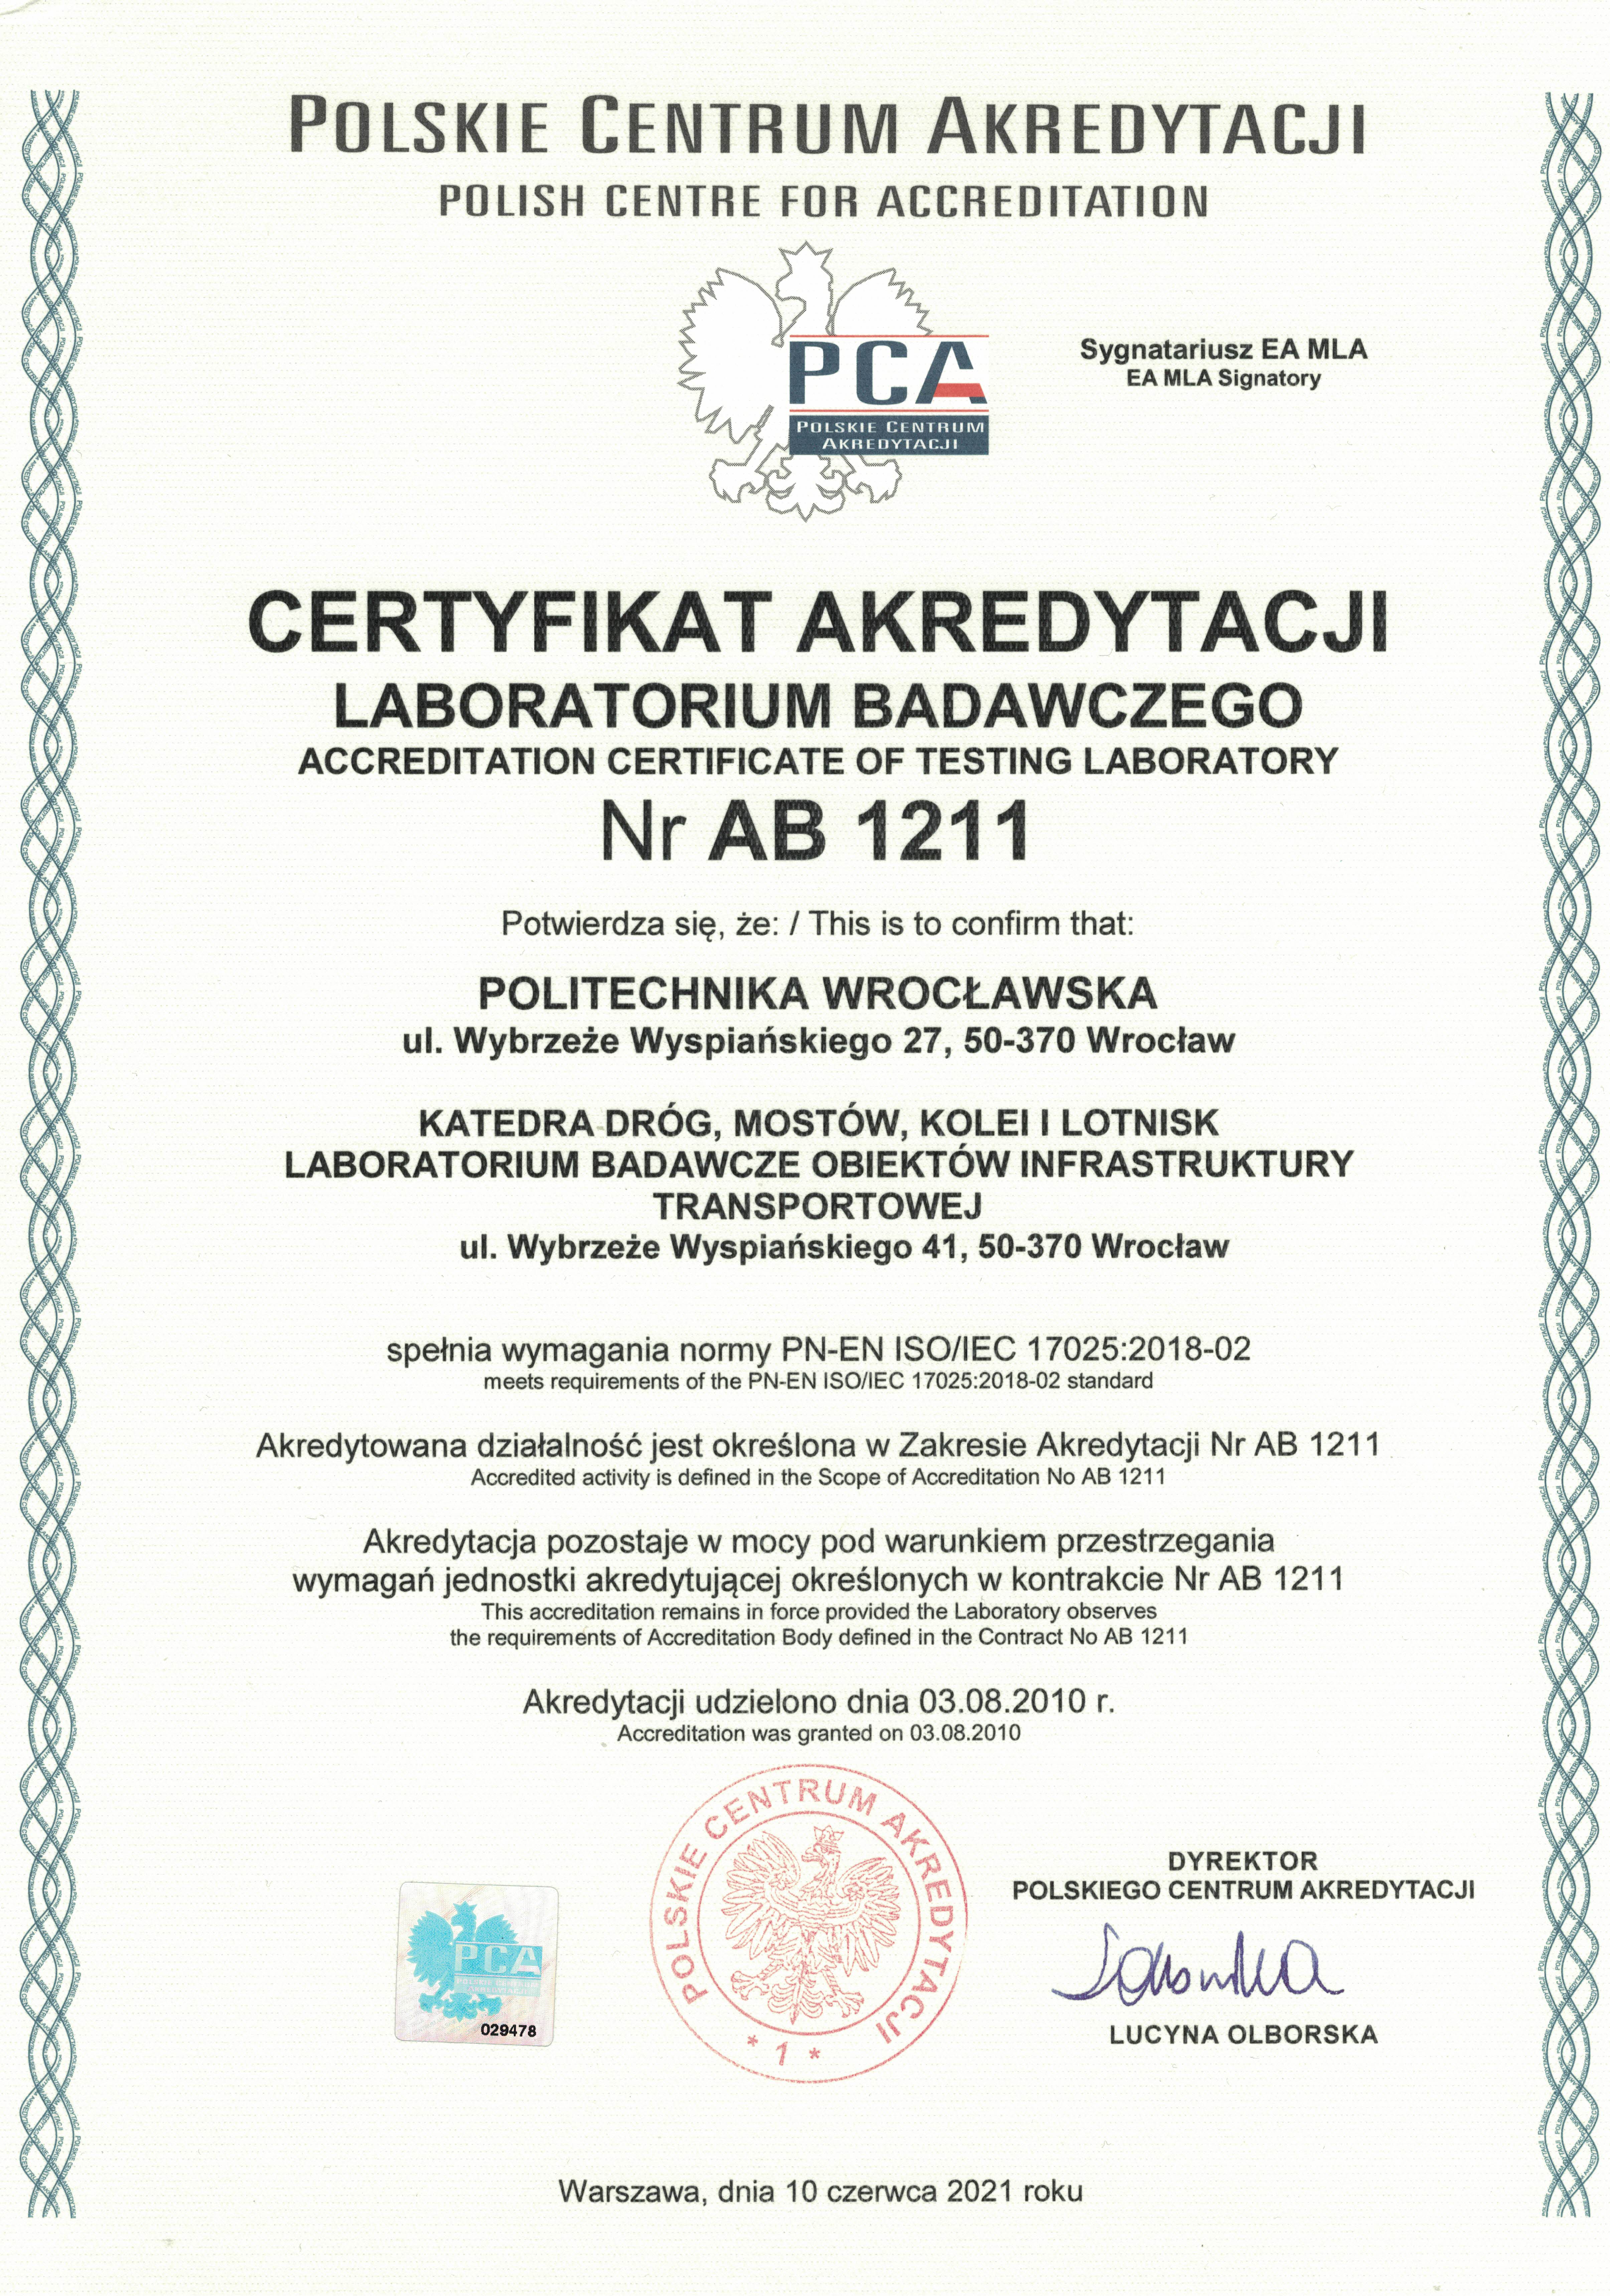 POLSKIE CENTRUM AKREDYTACJI
POLISH CENTRE FOR ACCREDITATION
PCA
POLSKIE CENTRUM
AKREDYTACJI
Sygnatariusz EA MLA
EA MLA Signatory
CERTYFIKAT AKREDYTACJI
LABORATORIUM BADAWCZEGO
ACCREDITATION CERTIFICATE OF TESTING LABORATORY
Nr AB 1211
Potwierdza się, że: / This is to confirm that:
POLITECHNIKA WROCŁAWSKA
ul. Wybrzeże Wyspiańskiego 27, 50-370 Wrocław
KATEDRA DRÓG, MOSTÓW, KOLEI I LOTNISK
LABORATORIUM BADAWCZE OBIEKTÓW INFRASTRUKTURY
TRANSPORTOWEJ
ul. Wybrzeże Wyspiańskiego 41, 50-370 Wrocław
spełnia wymagania normy PN-EN ISO/IEC 17025:2018-02
meets requirements of the PN-EN ISO/IEC 17025:2018-02 standard
Akredytowana działalność jest określona w Zakresie Akredytacji Nr AB 1211
Accredited activity is defined in the Scope of Accreditation No AB 1211
Akredytacja pozostaje w mocy pod warunkiem przestrzegania
wymagań jednostki akredytującej określonych w kontrakcie Nr AB 1211
This accreditation remains in force provided the Laboratory observes
the requirements of Accreditation Body defined in the Contract No AB 1211
Akredytacji udzielono dnia 03.08.2010 r.
Accreditation was granted on 03.08.2010
POLSKIE CENTRUM AKREDYTACJI
* 1 *
PCA
POLSKIE CENTRUM
AKREDYTACJI
029478
DYREKTOR
POLSKIEGO CENTRUM AKREDYTACJI
LUCYNA OLBORSKA
Warszawa, dnia 10 czerwca 2021 roku